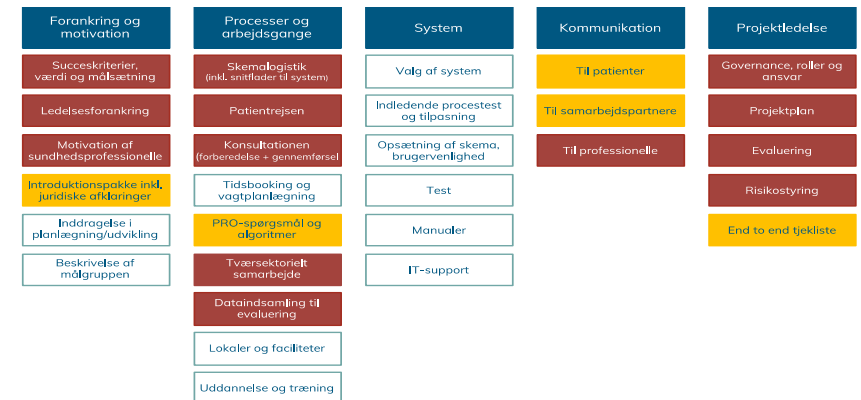 Forankring og
motivation
Succeskriterier,
værdi og målsætning
Ledelsesforankring
Motivation af
sundhedsprofessionelle
Introduktionspakke inkl.
juridiske afklaringer
Inddragelse i
planlægning/udvikling
Beskrivelse af
målgruppen
Processer og
arbejdsgange
Skemalogistik
(inkl. snitflader til system)
Patientrejsen
Konsultationen
(forberedelse + gennemførsel
Tidsbooking og
vagtplanlægning
PRO-spørgsmål og
algoritmer
Tværsektorielt
samarbejde
Dataindsamling til
evaluering
Lokaler og faciliteter
Uddannelse og træning
System
Valg af system
Indledende procestest
og tilpasning
Opsætning af skema,
brugervenlighed
Test
Manualer
IT-support
Kommunikation
Til patienter
Til samarbejdspartnere
Til professionelle
Projektledelse
Governance, roller og
ansvar
Projektplan
Evaluering
Risikostyring
End to end tjekliste